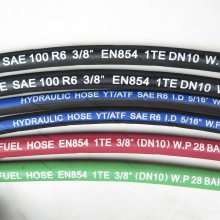 SAE 100 R6 3/8" EN854 1TE DN10
SAE 100 R6 3/8" EN854 1TE DN10 W
HYDRAULIC HOSE YT/ATF SAE R6 I.D 5/16" W.P
HYDRAULIC HOSE YT/ATF SAE R6 I.D 5/16" W.P
FUEL HOSE EN854 1TE 3/8" (DN10) W.P 28 BAR
FUEL HOSE EN854 1TE 3/8" (DN10) W.P 28 BAR